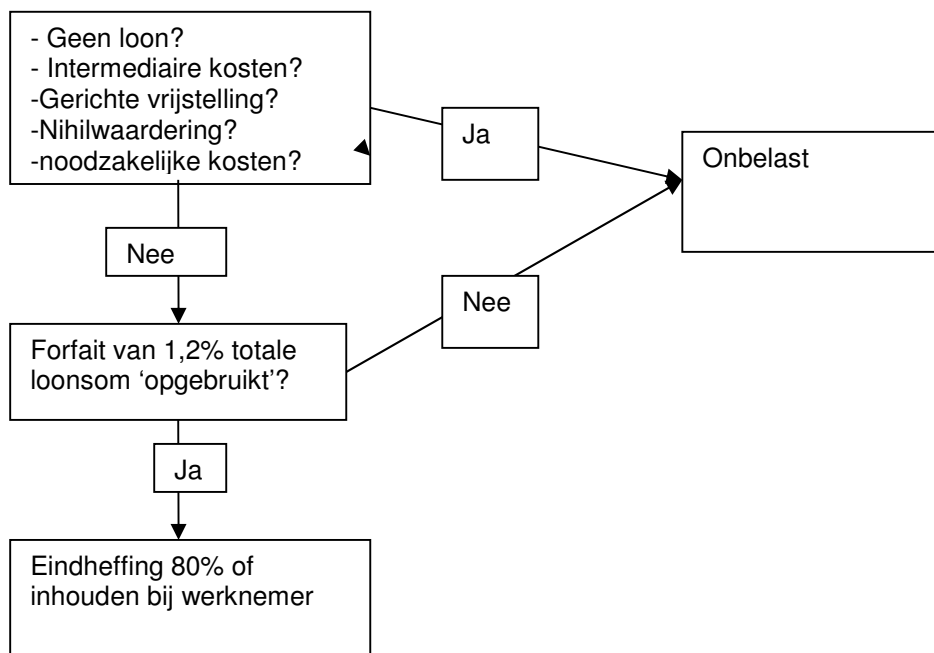 - Geen loon?
- Intermediaire kosten?
-Gerichte vrijstelling?
-Nihilwaardering?
-noodzakelijke kosten?
Ja
Onbelast
Nee
Nee
Forfait van 1,2% totale
loonsom ‘opgebruikt’?
Ja
Eindheffing 80% of
inhouden bij werknemer